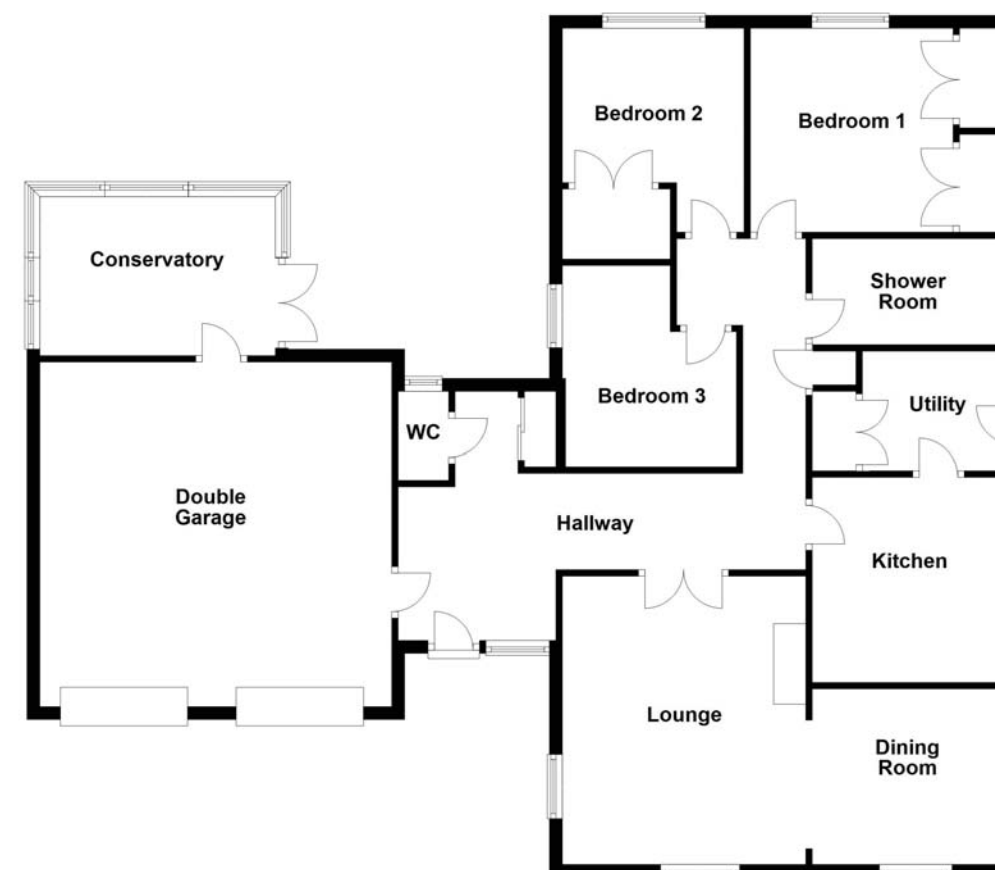 Bedroom 2
Bedroom 1
Conservatory
Shower
Room
Bedroom 3
Utility
WC
Double
Garage
Hallway
Kitchen
Lounge
Dining
Room